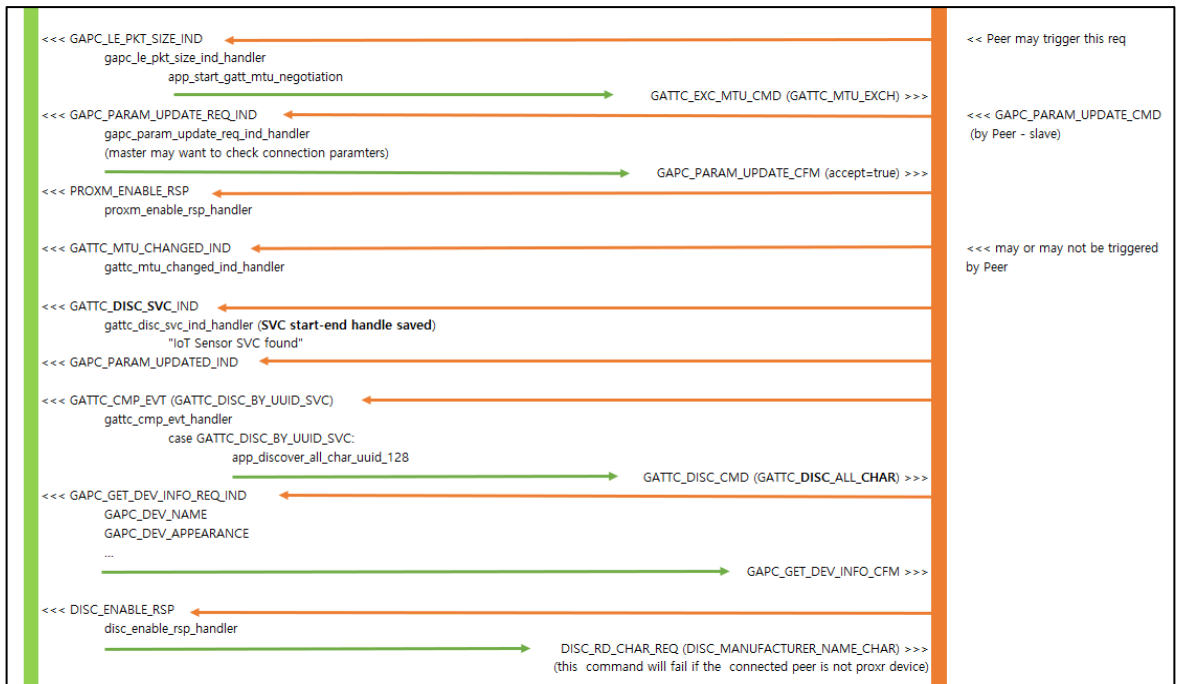 <<< GAPC_LE_PKT_SIZE_IND
<< Peer may trigger this req
gapc_le_pkt_size_ind_handler
app_start_gatt_mtu_negotiation
GATTC_EXC_MTU_CMD (GATTC_MTU_EXCH) >>>
<<< GAPC_PARAM_UPDATE_REQ_IND
<<< GAPC_PARAM_UPDATE_CMD
gapc_param_update_req_ind_handler
(by Peer - slave)
(master may want to check connection paramters)
GAPC_PARAM_UPDATE_CFM (accept=true) >>>
<<< PROXM_ENABLE_RSP
proxm_enable_rsp_handler
<<< GATTC_MTU_CHANGED_IND
<<< may or may not be triggered
gattc_mtu_changed_ind_handler
by Peer
<<< GATTC_DISC_SVC_IND
gattc_disc_svc_ind_handler (SVC start-end handle saved)
"IoT Sensor SVC found"
<<< GAPC_PARAM_UPDATED_IND
<<< GATTC_CMP_EVT (GATTC_DISC_BY_UUID_SVC)
gattc_cmp_evt_handler
case GATTC_DISC_BY_UUID_SVC:
app_discover_all_char_uuid_128
GATTC_DISC_CMD (GATTC_DISC_ALL_CHAR) >>>
<<< GAPC_GET_DEV_INFO_REQ_IND
GAPC_DEV_NAME
GAPC_DEV_APPEARANCE
...
GAPC_GET_DEV_INFO_CFM >>>
<<< DISC_ENABLE_RSP
disc_enable_rsp_handler
DISC_RD_CHAR_REQ (DISC_MANUFACTURER_NAME_CHAR) >>>
(this command will fail if the connected peer is not proxr device)